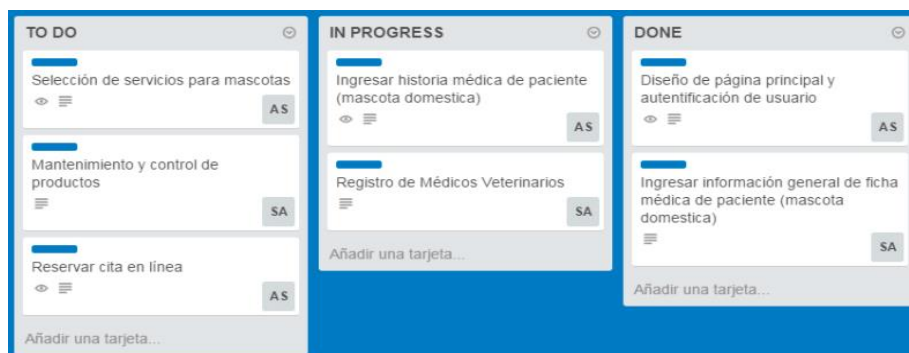 TO DO
Selección de servicios para mascotas
AS
Mantenimiento y control de
productos
SA
Reservar cita en línea
AS
Añadir una tarjeta...
IN PROGRESS
Ingresar historia médica de paciente
(mascota domestica)
AS
Registro de Médicos Veterinarios
SA
Añadir una tarjeta...
DONE
Diseño de página principal y
autentificación de usuario
AS
Ingresar información general de ficha
médica de paciente (mascota
domestica)
SA
Añadir una tarjeta...